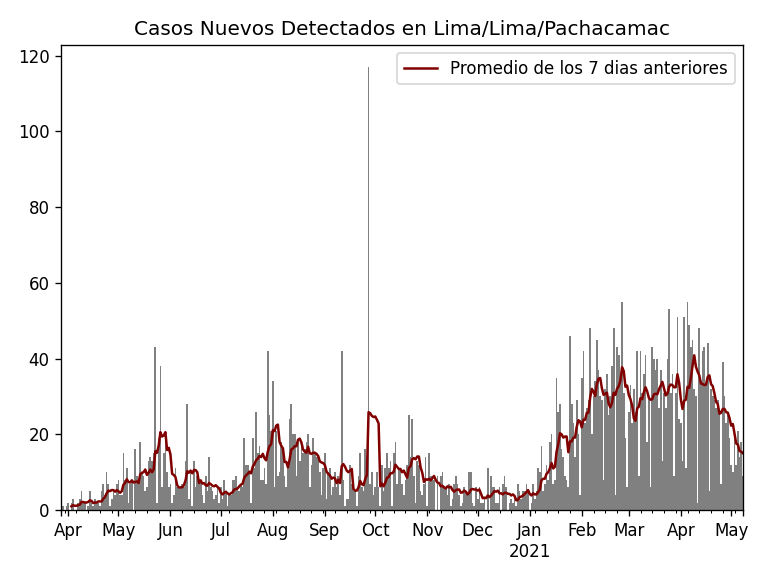 Casos Nuevos Detectados en Lima/Lima/Pachacamac
Promedio de los 7 dias anteriores
120
100
80
60
40
20
0
Apr May Jun Jul Aug Sep Oct Nov Dec Jan Feb Mar Apr May
2021